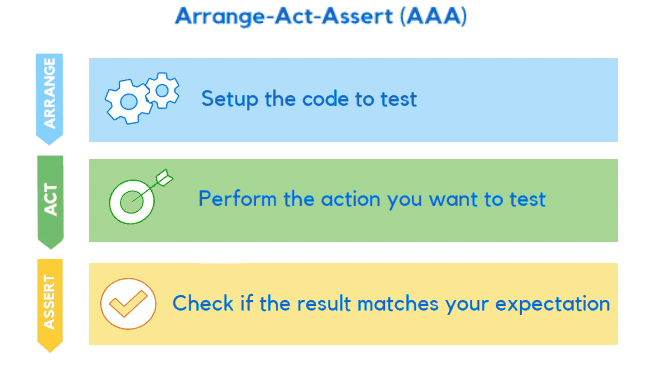 Arrange-Act-Assert (AAA)
ARRANGE
Setup the code to test
ACT
Perform the action you want to test
ASSERT
Check if the result matches your expectation